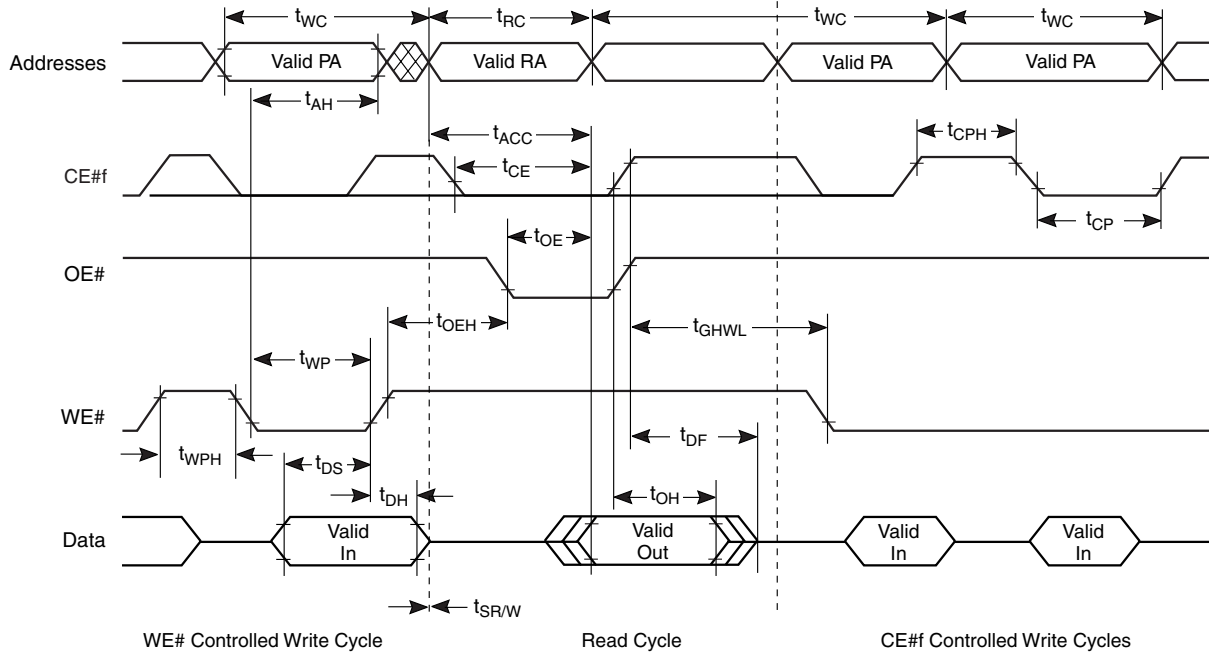 tWC tRC tWC tWC
Addresses Valid PA Valid RA Valid PA Valid PA
tAH
tACC tCPH
CE#f tCE
tCP
tOE
OE#
tOEH tGHWL
tWP
WE#
tWPH tDS tDF
tDH tOH
Data Valid In Valid Out Valid In Valid In
tSR/W
WE# Controlled Write Cycle Read Cycle CE#f Controlled Write Cycles